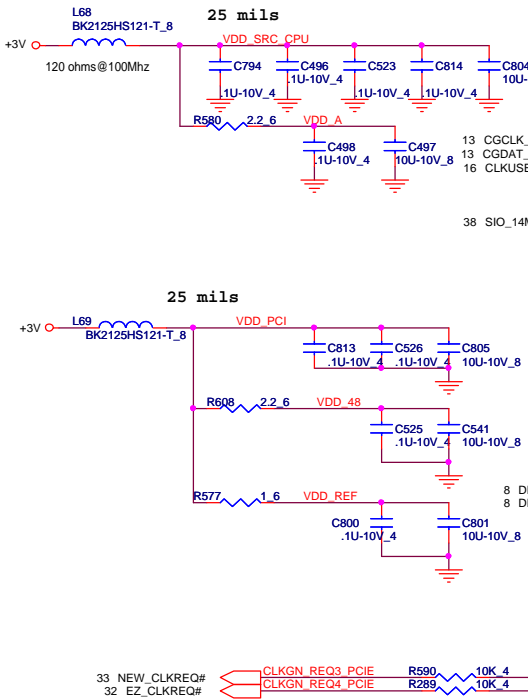 L68
25 mils
BK2125HS121-T_8
+3V
VDD_SRC_CPU
120 ohms@100Mhz
C794 C496 C523 C814 C804
.1U-10V_4 .1U-10V_4 .1U-10V_4 .1U-10V_4 10U-
R580 2.2_6 VDD_A
C498 C497
.1U-10V_4 10U-10V_8
13 CGCLK_
13 CGDAT_
16 CLKUSE
38 SIO_14M
25 mils
L69
VDD_PCI
+3V
BK2125HS121-T_8
C813 C526 C805
.1U-10V_4 .1U-10V_4 10U-10V_8
R608 2.2_6 VDD_48
C525 C541
.1U-10V_4 10U-10V_8
R577 1_6 VDD_REF
8 D
8 D
C800 C801
.1U-10V_4 10U-10V_8
33 NEW_CLKREQ# CLKGN_REQ3_PCIE R590 10K_4
32 EZ_CLKREQ# CLKGN_REQ4_PCIE R289 10K_4